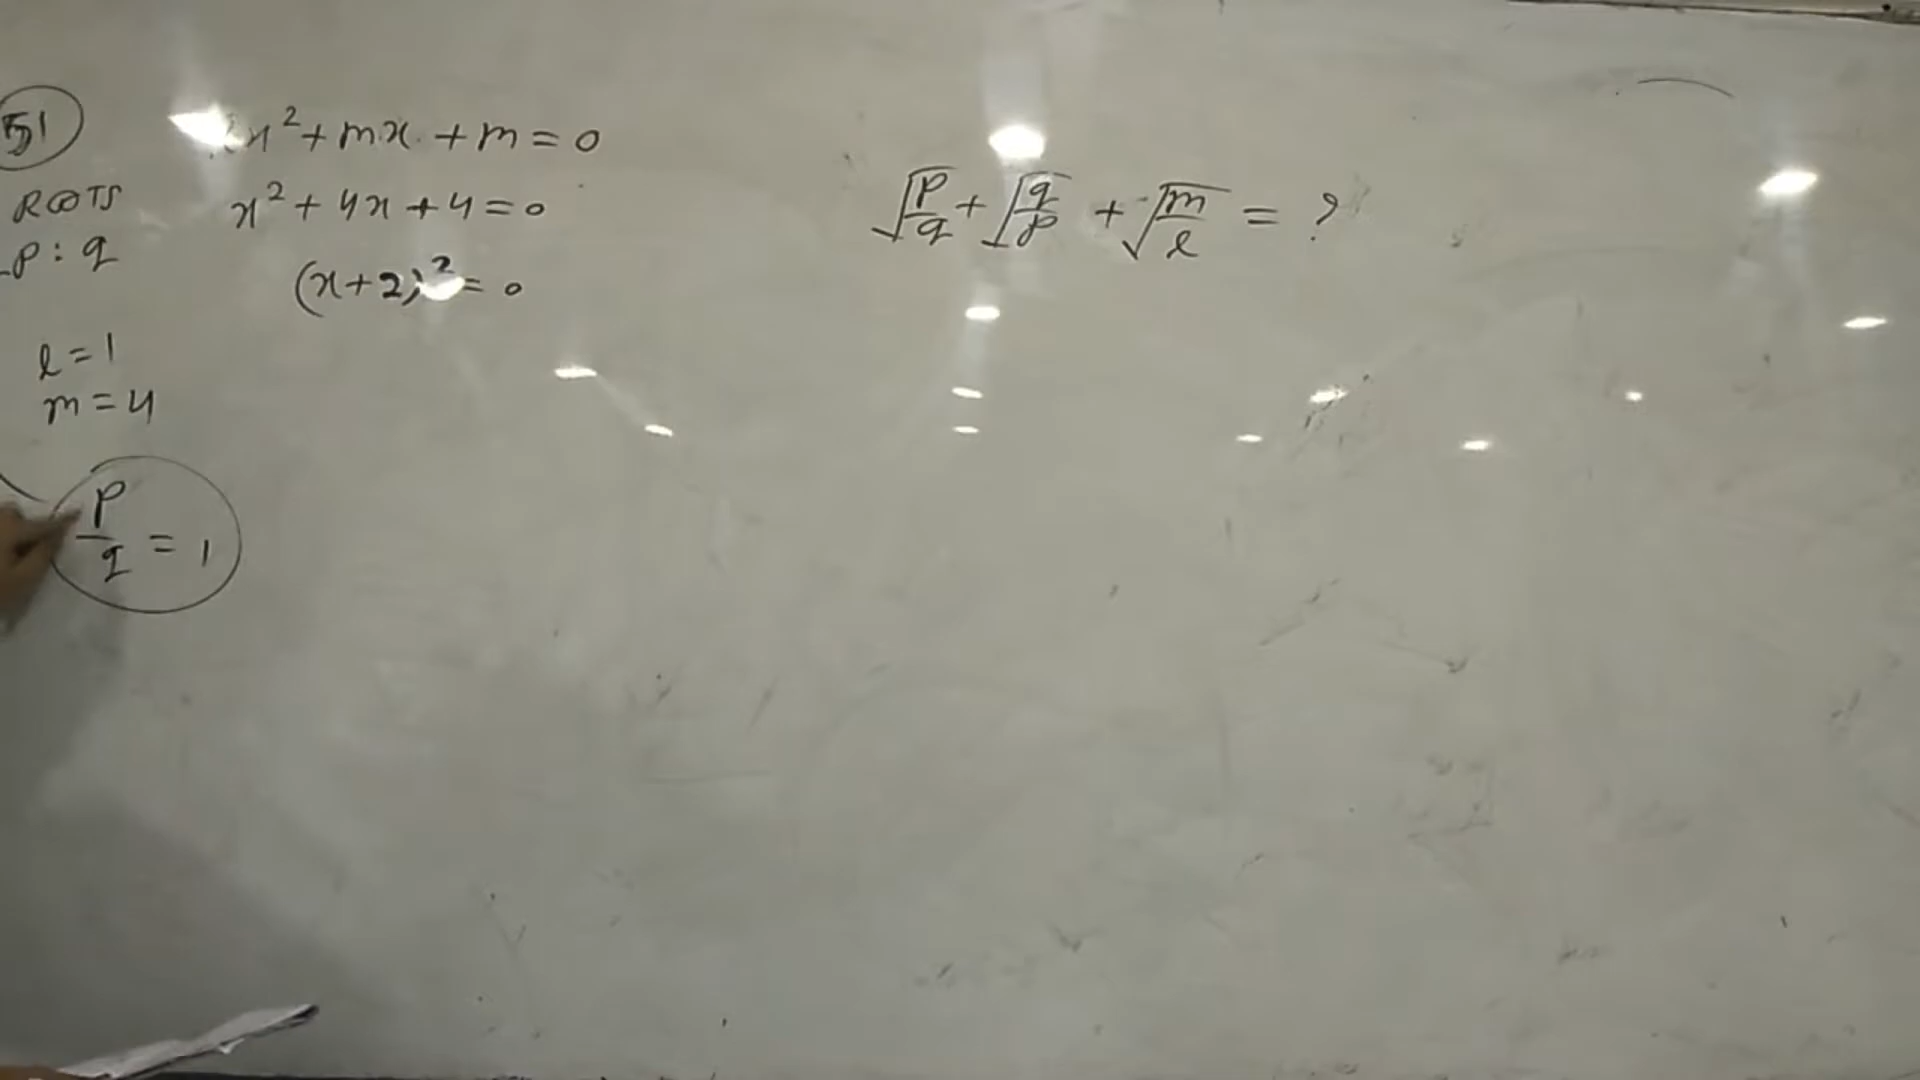 51
lx² + mx + m = 0
ROOTS
p : q
x² + 4x + 4 = 0
(x+2)² = 0
l = 1
m = 4
p/q = 1
√(p/q) + √(q/p) + √(m/l) = ?